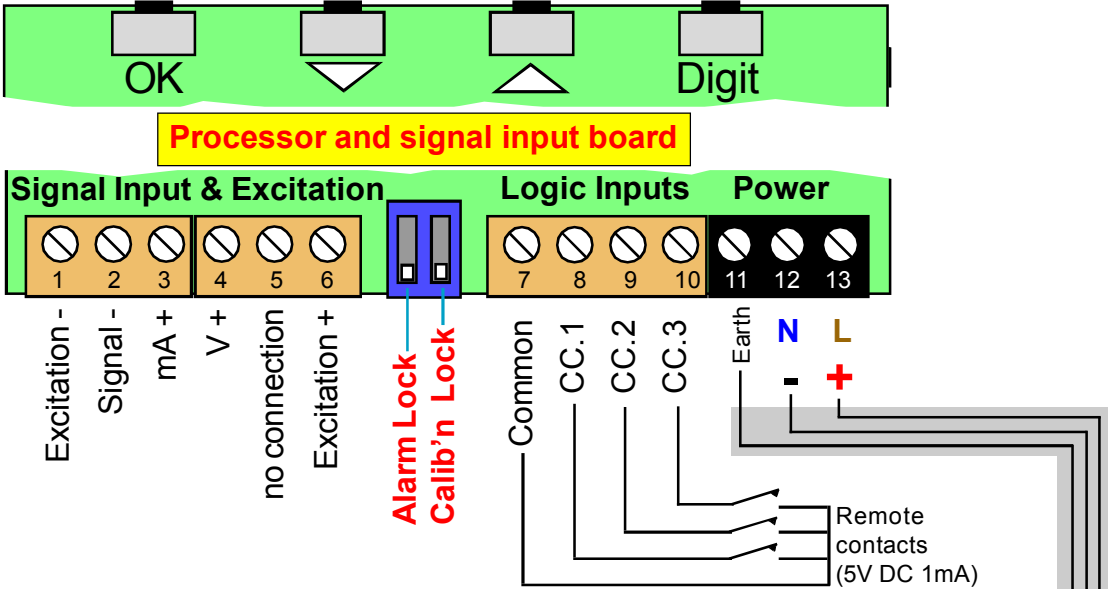 OK
Digit
Processor and signal input board
Signal Input & Excitation
Logic Inputs
Power
1
2
3
4
5
6
7
8
9
10
11
12
13
Excitation -
Signal -
mA +
V +
no connection
Excitation +
Alarm Lock
Calib'n Lock
Common
CC.1
CC.2
CC.3
Earth
N
L
-
+
Remote
contacts
(5V DC 1mA)